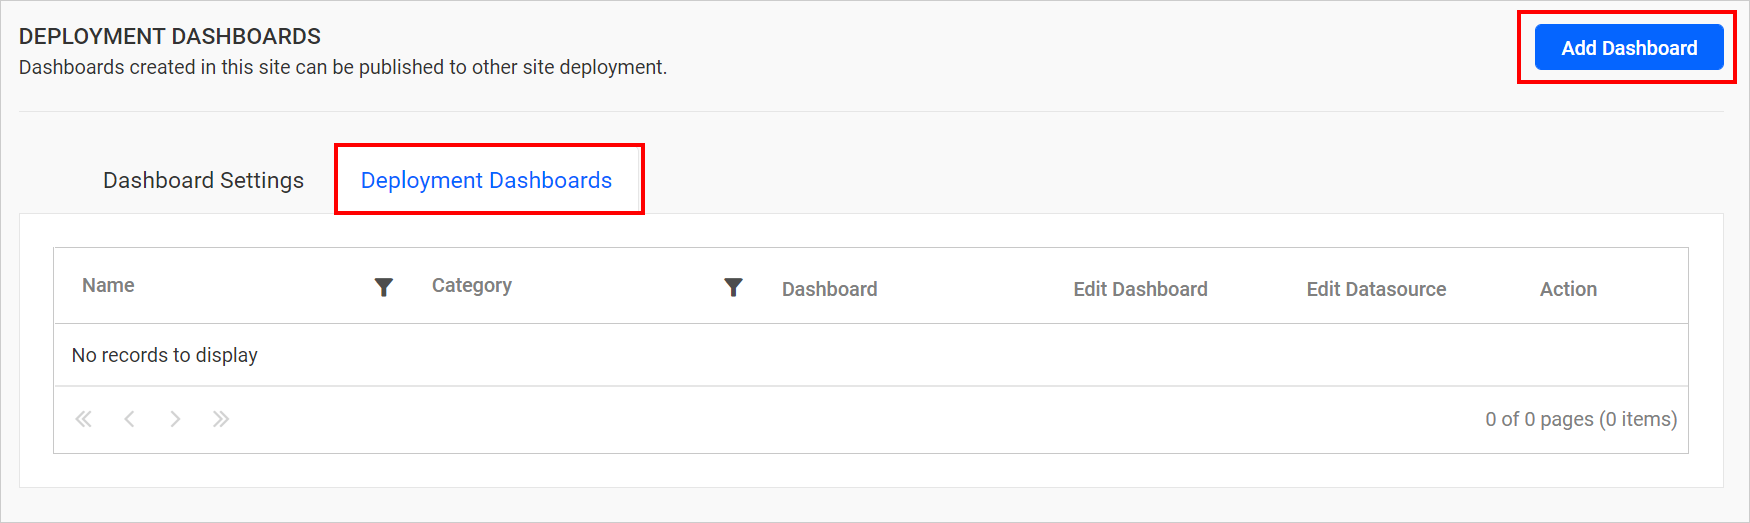 DEPLOYMENT DASHBOARDS
Dashboards created in this site can be published to other site deployment.
Add Dashboard
Dashboard Settings
Deployment Dashboards
Name
Category
Dashboard
Edit Dashboard
Edit Datasource
Action
No records to display
0 of 0 pages (0 items)